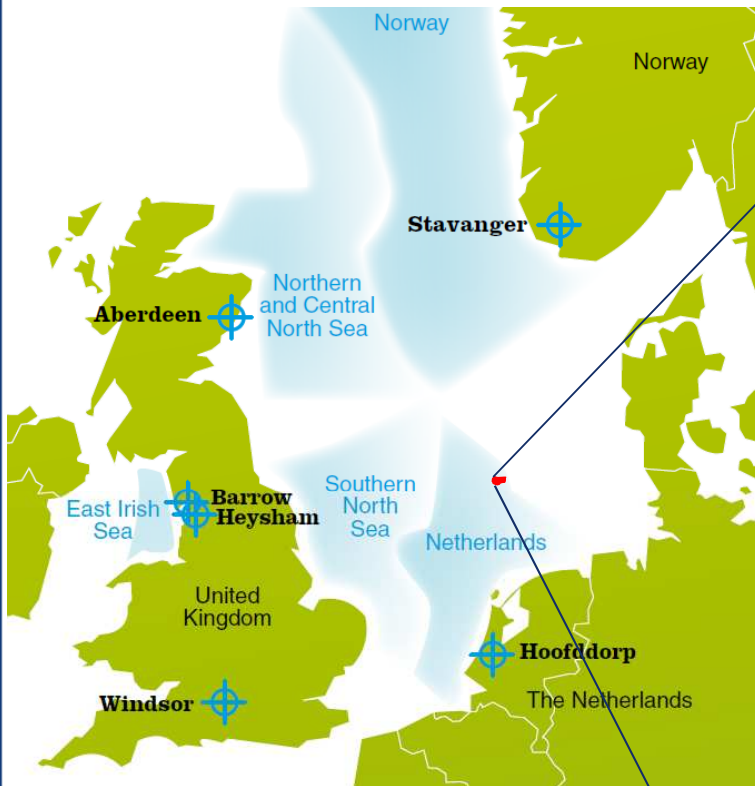 Norway
Norway
Stavanger
Northern
and Central
North Sea
Aberdeen
Southern
North
Sea
Barrow
Heysham
East Irish
Sea
Netherlands
United
Kingdom
Hoofddorp
Windsor
The Netherlands